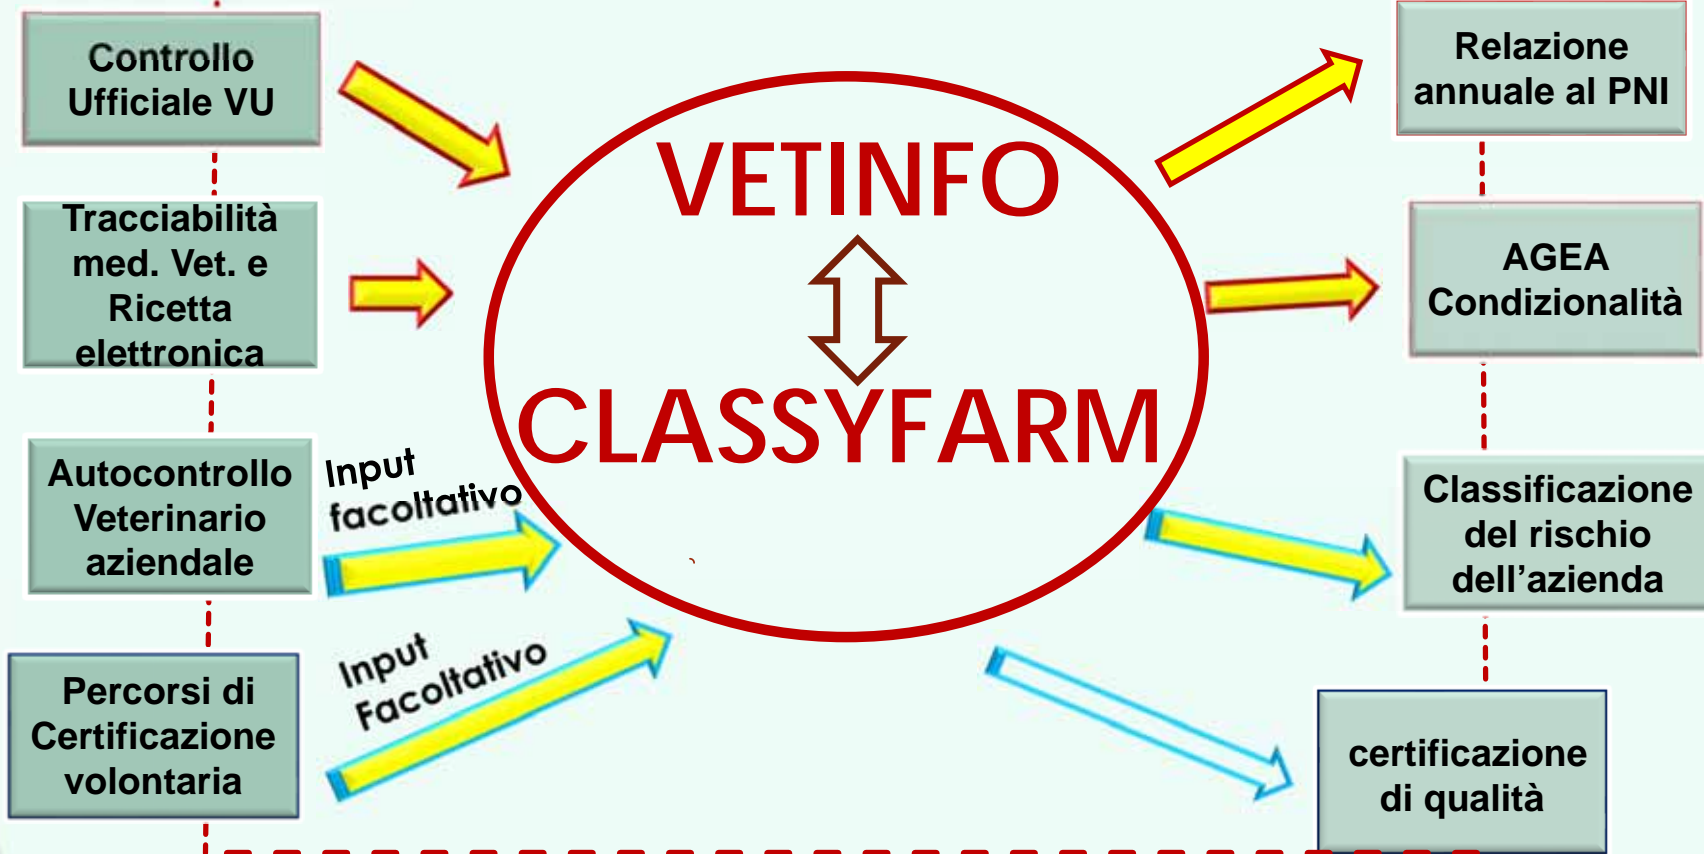 Controllo
Ufficiale VU
Tracciabilità
med. Vet. e
Ricetta
elettronica
Autocontrollo
Veterinario
aziendale
Percorsi di
Certificazione
volontaria
Input
facoltativo
Input
Facoltativo
VETINFO
CLASSYFARM
Relazione
annuale al PNI
AGEA
Condizionalità
Classificazione
del rischio
dell’azienda
certificazione
di qualità